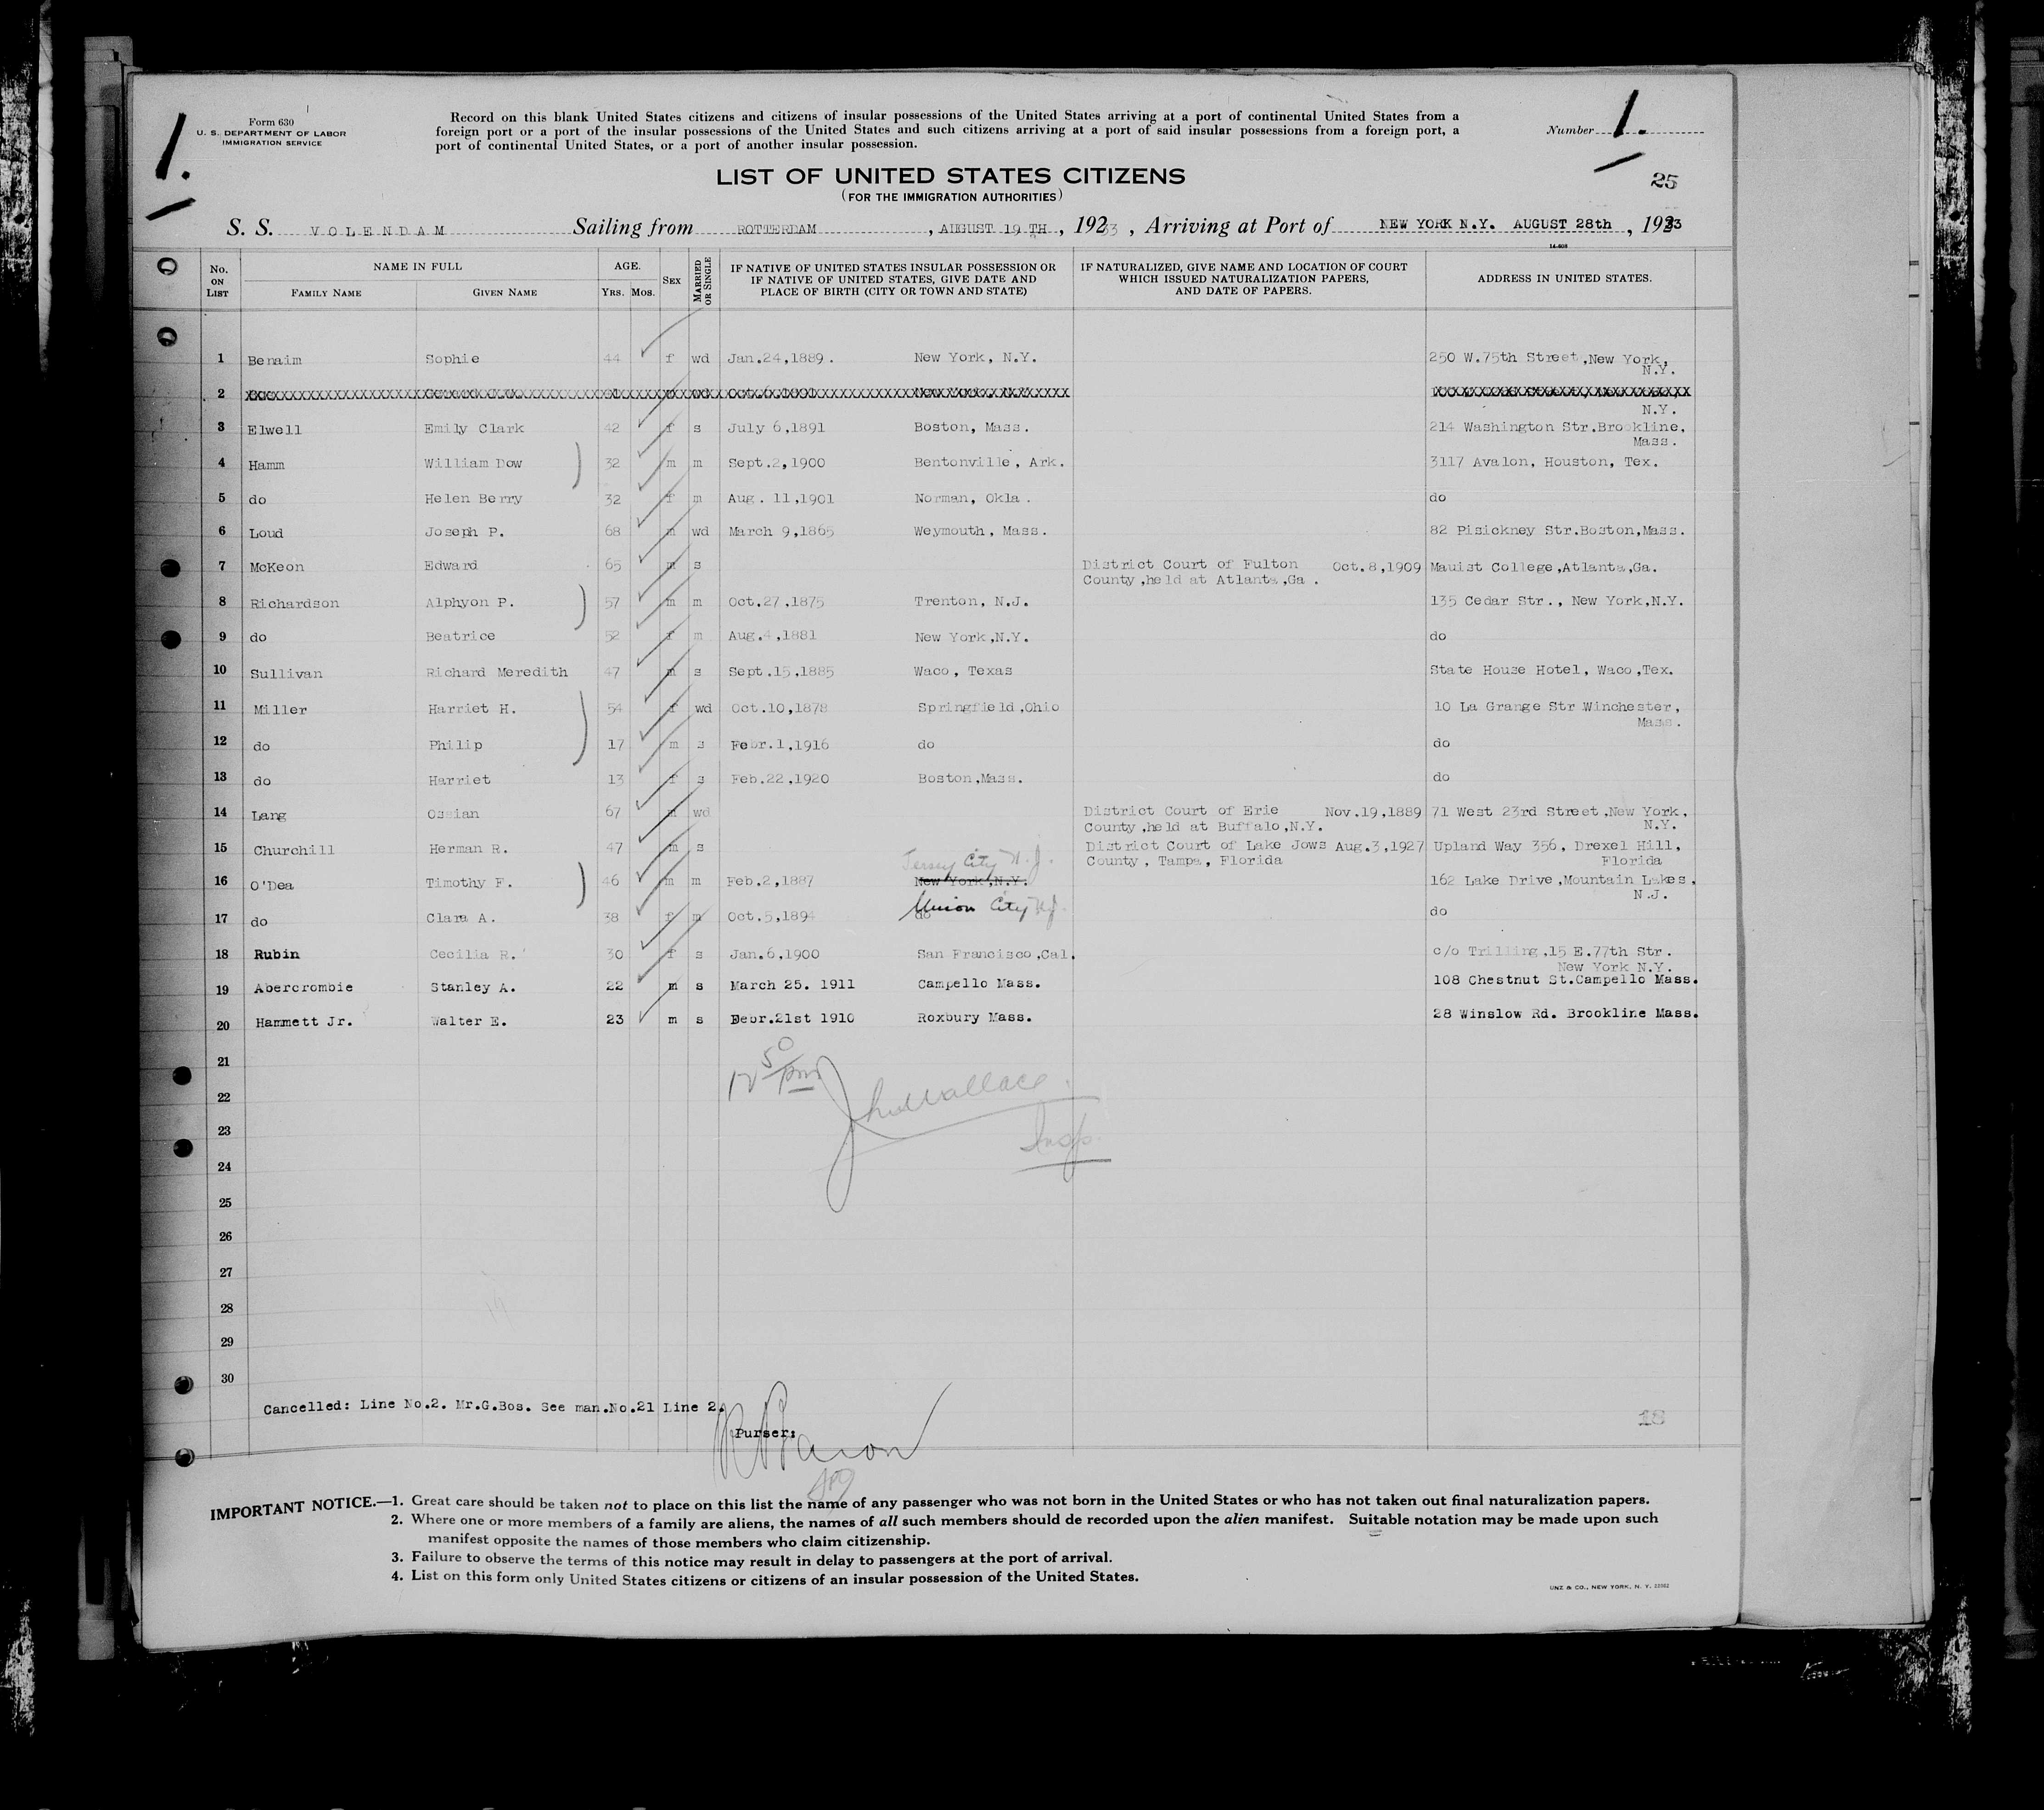 1.
Form 630
U. S. DEPARTMENT OF LABOR
IMMIGRATION SERVICE
Record on this blank United States citizens and citizens of insular possessions of the United States arriving at a port of continental United States from a
foreign port or a port of the insular possessions of the United States and such citizens arriving at a port of said insular possessions from a foreign port, a
port of continental United States, or a port of another insular possession.
Number 1.
25
LIST OF UNITED STATES CITIZENS
(FOR THE IMMIGRATION AUTHORITIES)
S. S. VOLENDAM Sailing from ROTTERDAM, AUGUST 19 TH, 1933, Arriving at Port of NEW YORK N.Y. AUGUST 28th, 1933
14-608
No. ON LIST NAME IN FULL FAMILY NAME GIVEN NAME AGE. YRS. MOS. SEX MARRIED OR SINGLE IF NATIVE OF UNITED STATES INSULAR POSSESSION OR IF NATIVE OF UNITED STATES, GIVE DATE AND PLACE OF BIRTH (CITY OR TOWN AND STATE) IF NATURALIZED, GIVE NAME AND LOCATION OF COURT WHICH ISSUED NATURALIZATION PAPERS, AND DATE OF PAPERS. ADDRESS IN UNITED STATES.
1 Benaim Sophie 44 f wd Jan.24,1889. New York, N.Y. 250 W.75th Street,New York,
N.Y.
2
N.Y.
3 Elwell Emily Clark 42 f s July 6,1891 Boston, Mass. 214 Washington Str.Brookline,
Mass.
4 Hamm William Dow 32 m m Sept.2,1900 Bentonville, Ark. 3117 Avalon, Houston, Tex.
5 do Helen Berry 32 f m Aug. 11,1901 Norman, Okla. do
6 Loud Joseph P. 68 m wd March 9,1865 Weymouth, Mass. 82 Pisickney Str.Boston,Mass.
7 McKeon Edward 65 m s District Court of Fulton Oct.8,1909 Mauist College,Atlanta,Ga.
County,held at Atlanta,Ga.
8 Richardson Alphyon P. 57 m m Oct.27,1875 Trenton, N.J. 135 Cedar Str., New York,N.Y.
9 do Beatrice 52 f m Aug.4,1881 New York,N.Y. do
10 Sullivan Richard Meredith 47 m s Sept.15,1885 Waco, Texas State House Hotel, Waco,Tex.
11 Miller Harriet H. 54 f wd Oct.10,1878 Springfield,Ohio 10 La Grange Str Winchester,
Mass.
12 do Philip 17 m s Febr.1,1916 do do
13 do Harriet 13 f s Feb.22,1920 Boston,Mass. do
14 Lang Ossian 67 m wd District Court of Erie Nov.19,1889 71 West 23rd Street,New York,
County,held at Buffalo,N.Y. N.Y.
15 Churchill Herman R. 47 m s District Court of Lake Jows Aug.3,1927 Upland Way 356, Drexel Hill,
County, Tampa, Florida Florida
Jersey City N.J.
16 O'Dea Timothy F. 46 m m Feb.2,1887 New York,N.Y. 162 Lake Drive,Mountain Lakes,
N.J.
17 do Clara A. 38 f m Oct.5,1894 do Union City N.J. do
18 Rubin Cecilia R. 30 f s Jan.6,1900 San Francisco,Cal. c/o Trilling,15 E.77th Str.
New York N.Y.
19 Abercrombie Stanley A. 22 m s March 25. 1911 Campello Mass. 108 Chestnut St.Campello Mass.
20 Hammett Jr. Walter E. 23 m s Debr.21st 1910 Roxbury Mass. 28 Winslow Rd. Brookline Mass.
21
12 50 pm
22
Jno Wallace
23
Insp.
24
25
26
27
28
29
30
Cancelled: Line No.2. Mr.G.Bos. See man.No.21 Line 2.
18
Purser:
IMPORTANT NOTICE.—1. Great care should be taken not to place on this list the name of any passenger who was not born in the United States or who has not taken out final naturalization papers.
2. Where one or more members of a family are aliens, the names of all such members should de recorded upon the alien manifest. Suitable notation may be made upon such
manifest opposite the names of those members who claim citizenship.
3. Failure to observe the terms of this notice may result in delay to passengers at the port of arrival.
4. List on this form only United States citizens or citizens of an insular possession of the United States.
UNZ & CO., NEW YORK, N. Y. 22562